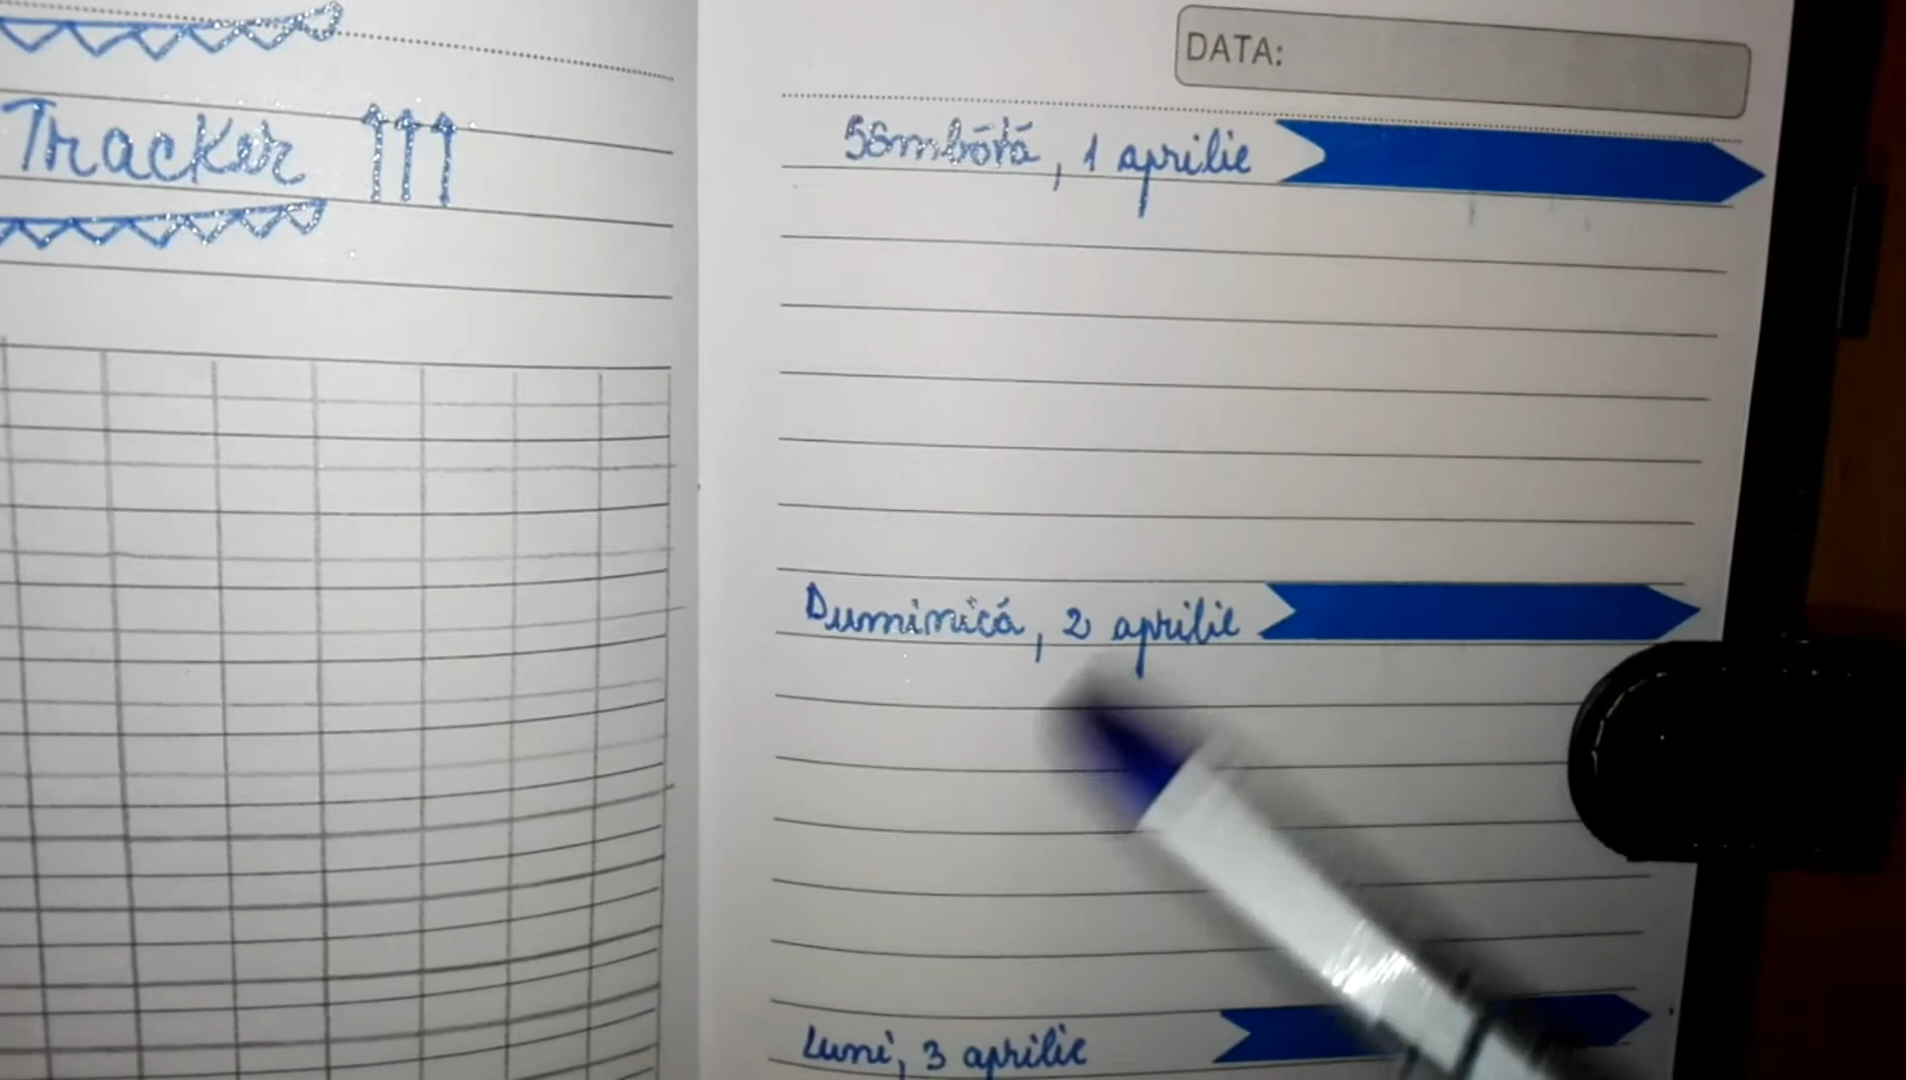 Tracker
DATA:
Sâmbătă, 1 aprilie
Duminică, 2 aprilie
Luni, 3 aprilie